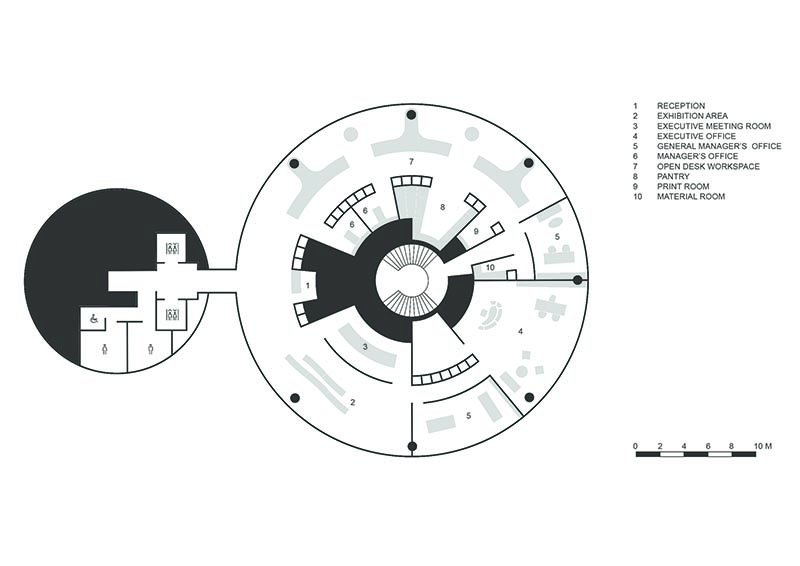 1 RECEPTION
2 EXHIBITION AREA
3 EXECUTIVE MEETING ROOM
4 EXECUTIVE OFFICE
5 GENERAL MANAGER'S OFFICE
6 MANAGER'S OFFICE
7 OPEN DESK WORKSPACE
8 PANTRY
9 PRINT ROOM
10 MATERIAL ROOM
7
6
8
6
9
5
10
1
4
3
2
5
0 2 4 6 8 10 M